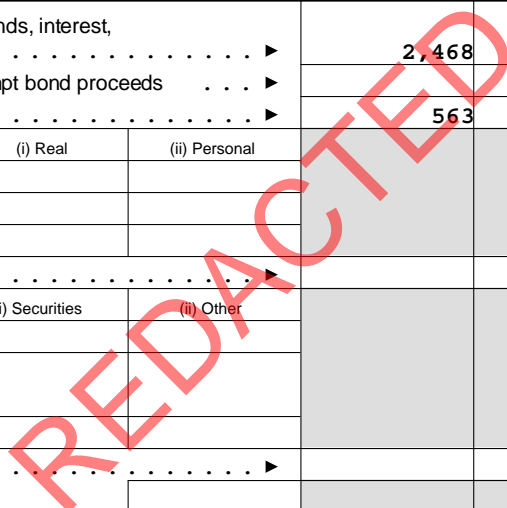 nds, interest,
. . . . . . . . . . . . . . . ► 2,468
pt bond proceeds . . . ►
. . . . . . . . . . . . . . . ► 563
(i) Real (ii) Personal
. . . . . . . . . . . . . . . ►
i) Securities (ii) Other
. . . . . . . . . . . . . . . ►
REDACTED